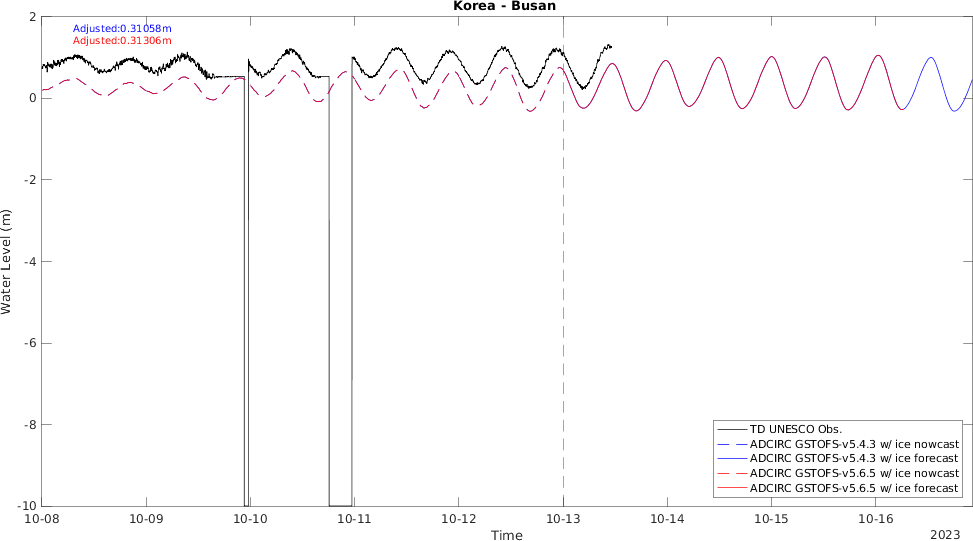 Korea - Busan
Adjusted:0.31058m
Adjusted:0.31306m
2
0
-2
-4
-6
-8
-10
Water Level (m)
10-08 10-09 10-10 10-11 10-12 10-13 10-14 10-15 10-16
Time
2023
TD UNESCO Obs.
ADCIRC GSTOFS-v5.4.3 w/ ice nowcast
ADCIRC GSTOFS-v5.4.3 w/ ice forecast
ADCIRC GSTOFS-v5.6.5 w/ ice nowcast
ADCIRC GSTOFS-v5.6.5 w/ ice forecast